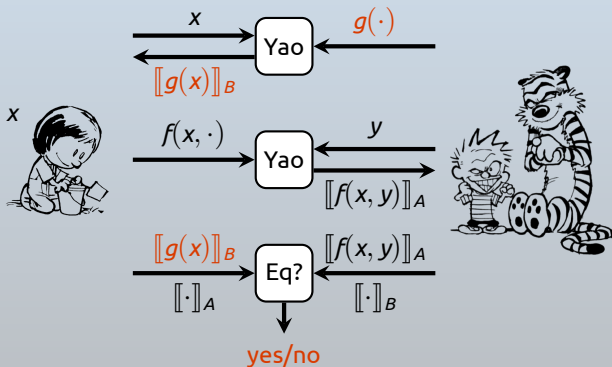 x
g(·)
Yao
⟦g(x)⟧_B
x
f(x, ·)
y
Yao
⟦f(x, y)⟧_A
⟦g(x)⟧_B
⟦f(x, y)⟧_A
Eq?
⟦·⟧_A
⟦·⟧_B
yes/no